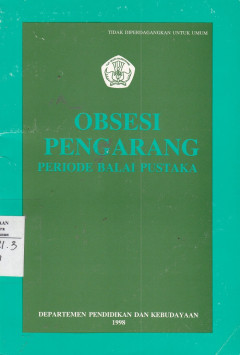 TIDAK DIPERDAGANGKAN UNTUK UMUM
OBSESI
PENGARANG
PERIODE BALAI PUSTAKA
DEPARTEMEN PENDIDIKAN DAN KEBUDAYAAN
1998